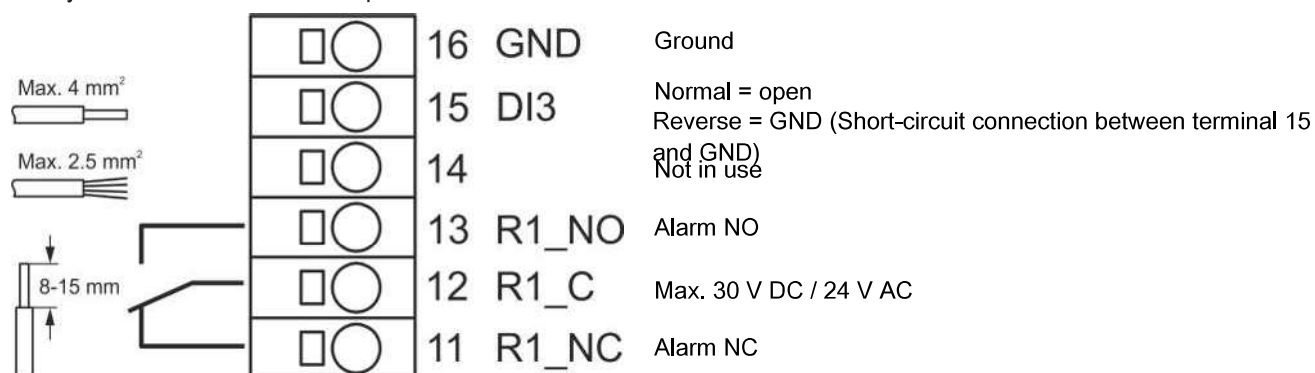 16 GND Ground
Max. 4 mm²
15 DI3 Normal = open
Reverse = GND (Short-circuit connection between terminal 15
and GND)
Max. 2.5 mm²
14 Not in use
13 R1_NO Alarm NO
8-15 mm
12 R1_C Max. 30 V DC / 24 V AC
11 R1_NC Alarm NC